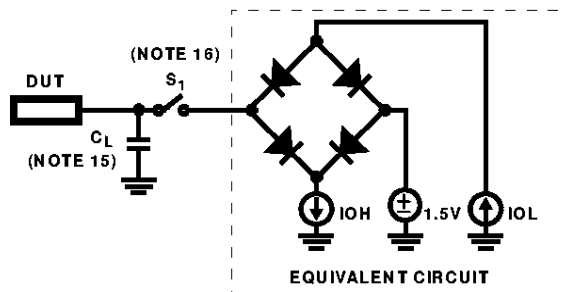 (NOTE 16)
DUT
S1
CL
(NOTE 15)
IOH
±
1.5V
IOL
EQUIVALENT CIRCUIT